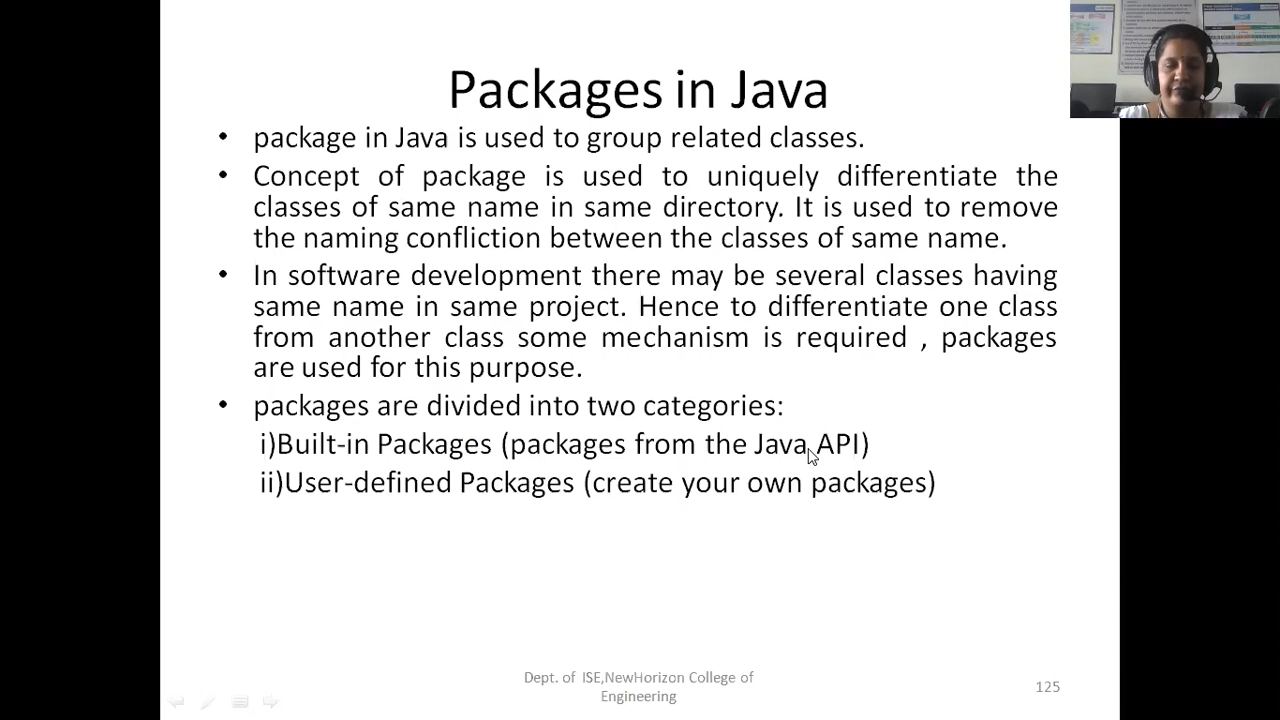 Packages in Java
• package in Java is used to group related classes.
• Concept of package is used to uniquely differentiate the
classes of same name in same directory. It is used to remove
the naming confliction between the classes of same name.
• In software development there may be several classes having
same name in same project. Hence to differentiate one class
from another class some mechanism is required , packages
are used for this purpose.
• packages are divided into two categories:
i)Built-in Packages (packages from the Java API)
ii)User-defined Packages (create your own packages)
Dept. of ISE,NewHorizon College of
Engineering
125